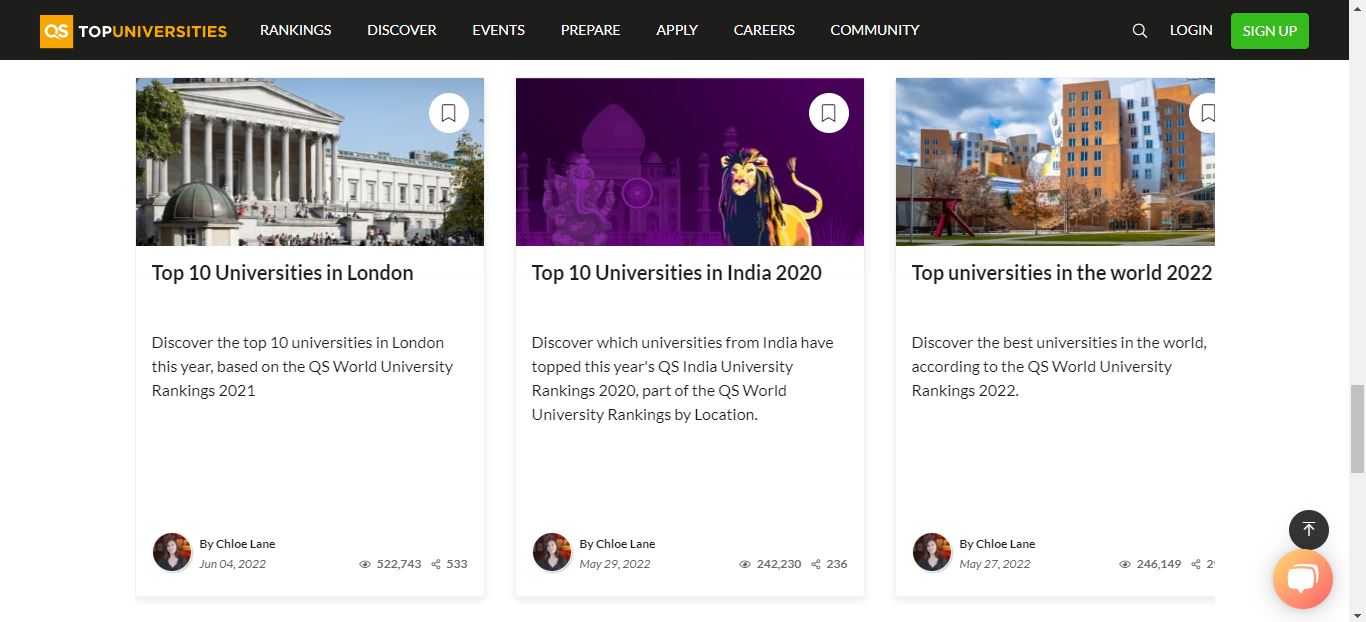 QS TOPUNIVERSITIES RANKINGS DISCOVER EVENTS PREPARE APPLY CAREERS COMMUNITY LOGIN SIGN UP
Top 10 Universities in London
Discover the top 10 universities in London
this year, based on the QS World University
Rankings 2021
By Chloe Lane
Jun 04, 2022 522,743 533
Top 10 Universities in India 2020
Discover which universities from India have
topped this year's QS India University
Rankings 2020, part of the QS World
University Rankings by Location.
By Chloe Lane
May 29, 2022 242,230 236
Top universities in the world 2022
Discover the best universities in the world,
according to the QS World University
Rankings 2022.
By Chloe Lane
May 27, 2022 246,149